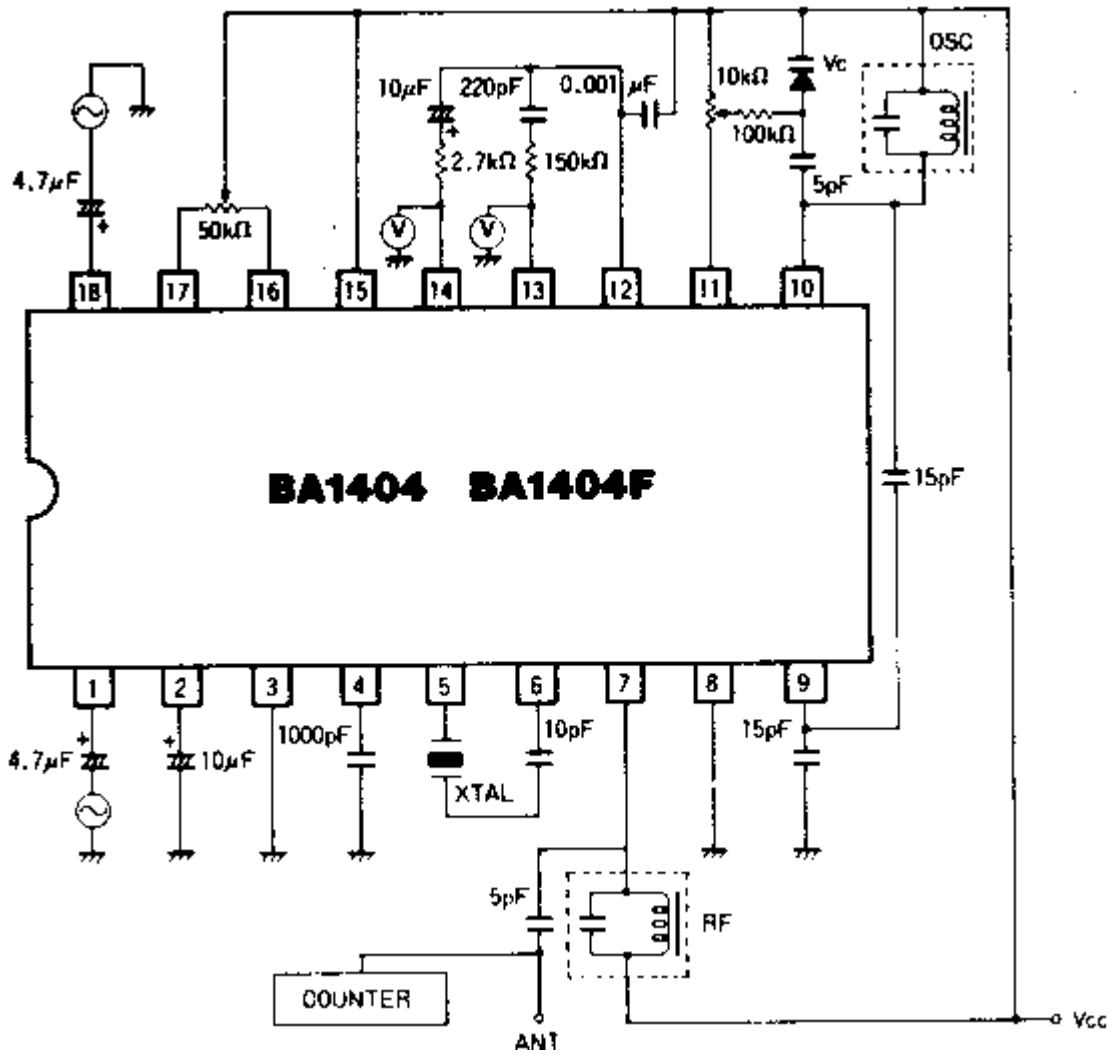 OSC
10μF 220pF 0.001 μF 10kΩ Vc
4.7μF 2.7kΩ 150kΩ 100kΩ
5pF
50kΩ V V
18 17 16 15 14 13 12 11 10
BA1404 BA1404F
15pF
1 2 3 4 5 6 7 8 9
+ + + +
4.7μF 10μF 1000pF 10pF 15pF
XTAL
5pF RF
COUNTER
ANT
Vcc